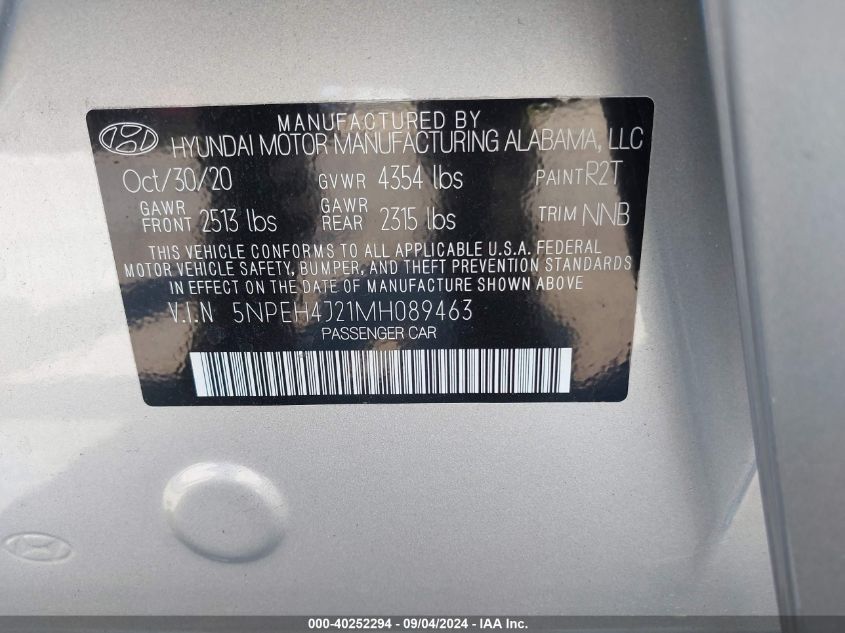 MANUFACTURED BY
HYUNDAI MOTOR MANUFACTURING ALABAMA, LLC
Oct/30/20 GVWR 4354 lbs PAINT R2T
GAWR FRONT 2513 lbs GAWR REAR 2315 lbs TRIM NNB
THIS VEHICLE CONFORMS TO ALL APPLICABLE U.S.A. FEDERAL
MOTOR VEHICLE SAFETY, BUMPER, AND THEFT PREVENTION STANDARDS
IN EFFECT ON THE DATE OF MANUFACTURE SHOWN ABOVE.
V.I.N 5NPEH4J21MH089463
PASSENGER CAR
000-40252294 - 09/04/2024 - IAA Inc.